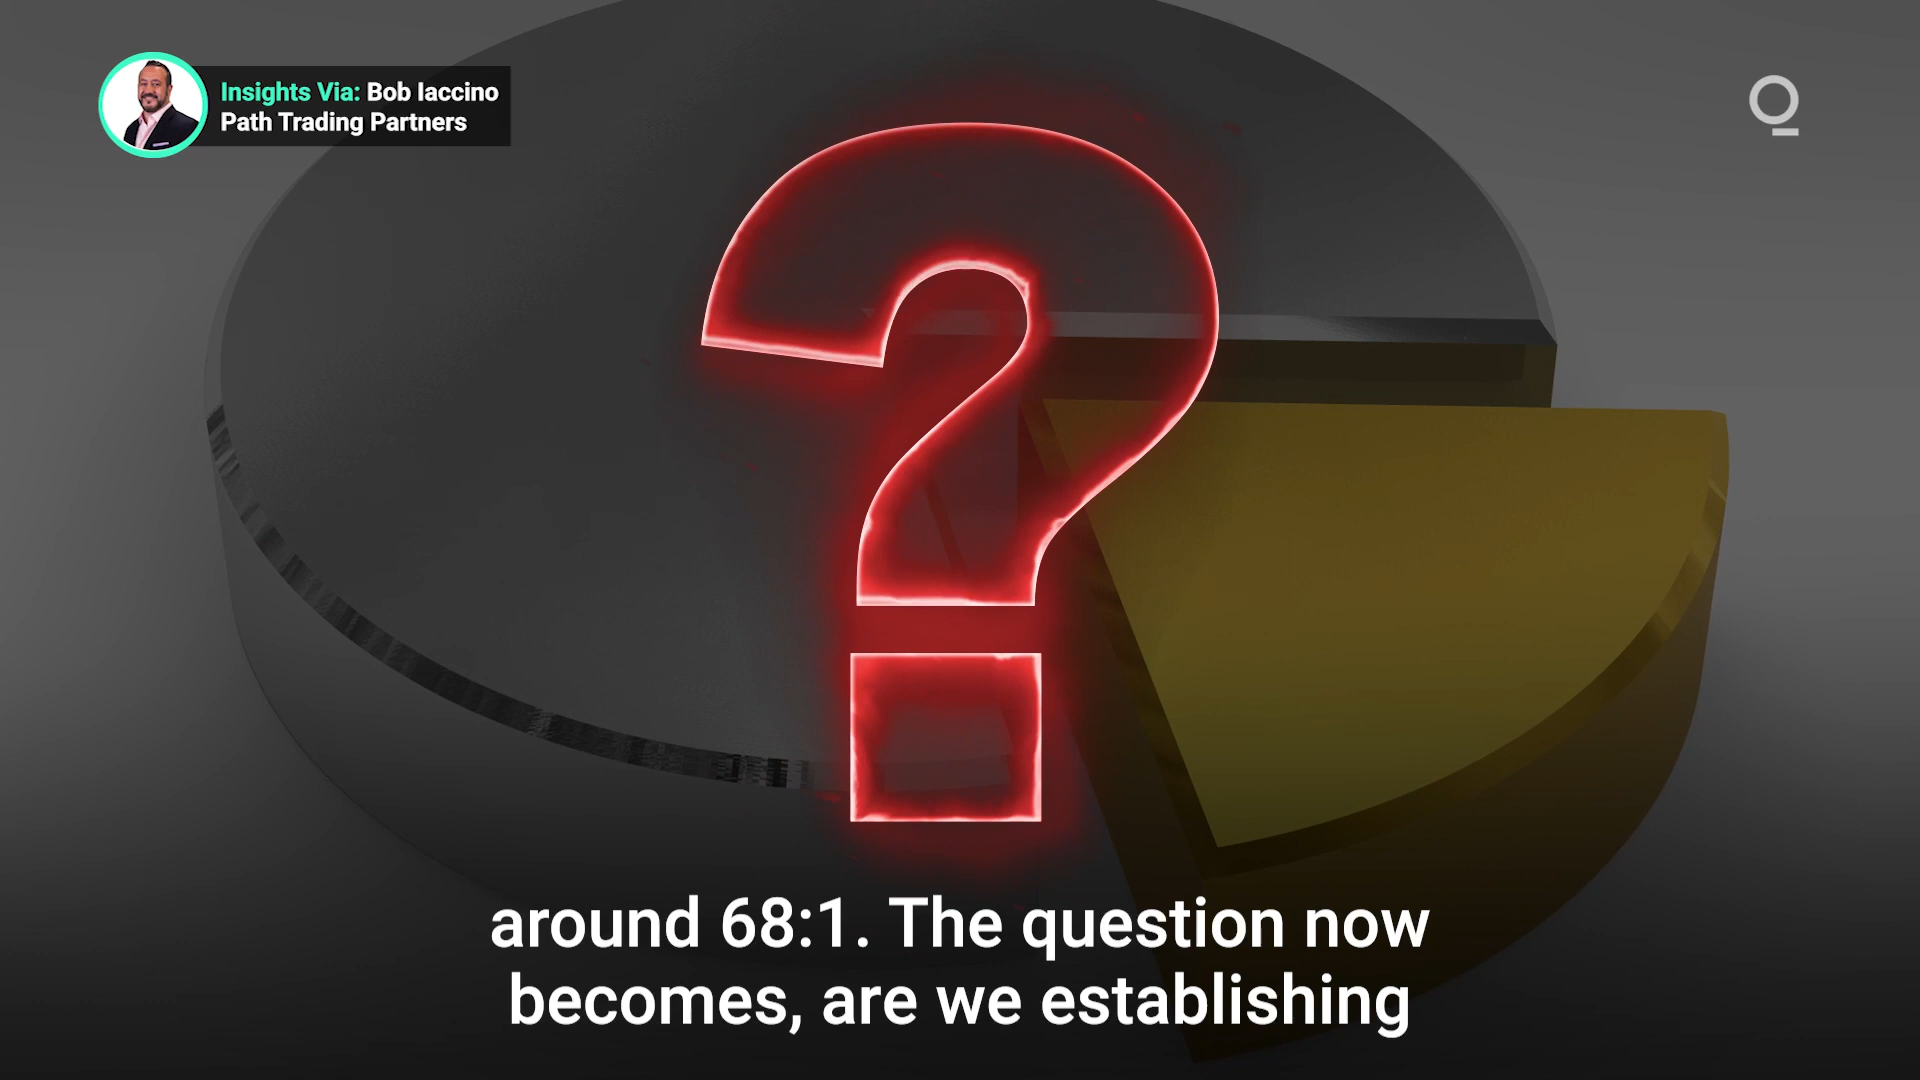 Insights Via: Bob Iaccino
Path Trading Partners
around 68:1. The question now
becomes, are we establishing